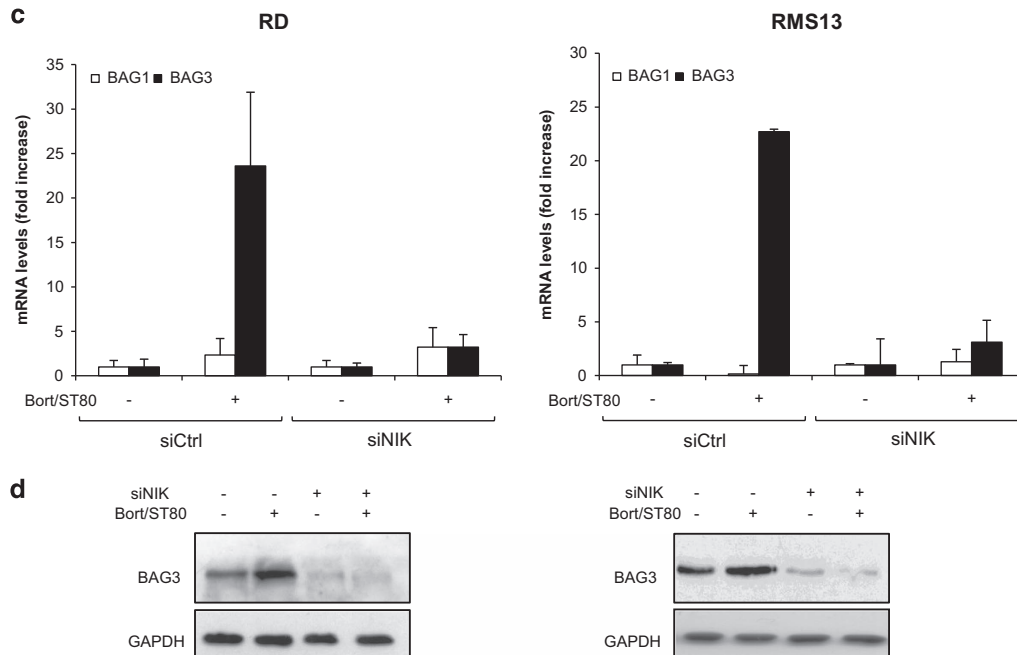 c
RD
RMS13
mRNA levels (fold increase)
35
30
25
20
15
10
5
0
BAG1 BAG3
Bort/ST80 - + - +
siCtrl siNIK
mRNA levels (fold increase)
30
25
20
15
10
5
0
BAG1 BAG3
Bort/ST80 - + - +
siCtrl siNIK
d
siNIK - - + +
Bort/ST80 - + - +
BAG3
GAPDH
siNIK - - + +
Bort/ST80 - + - +
BAG3
GAPDH